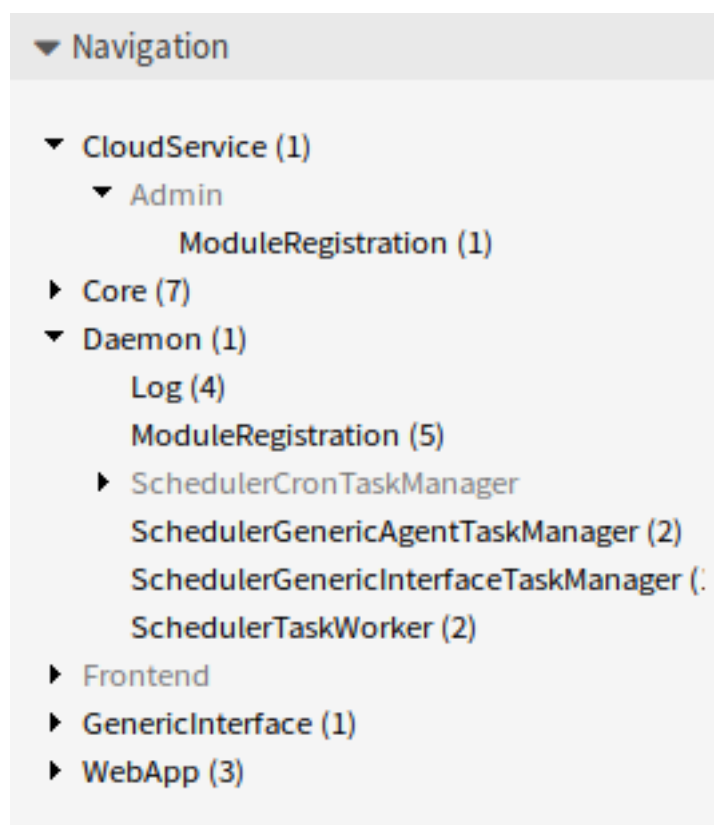 Navigation
CloudService (1)
Admin
ModuleRegistration (1)
Core (7)
Daemon (1)
Log (4)
ModuleRegistration (5)
SchedulerCronTaskManager
SchedulerGenericAgentTaskManager (2)
SchedulerGenericInterfaceTaskManager (
SchedulerTaskWorker (2)
Frontend
GenericInterface (1)
WebApp (3)